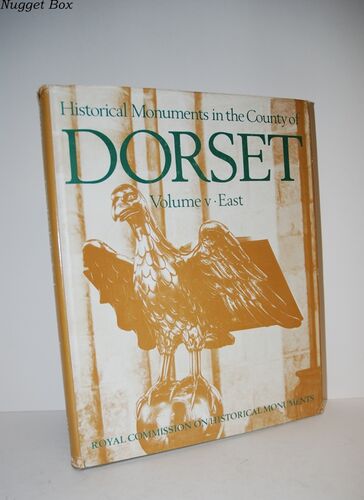 Nugget Box
Historical Monuments in the County of
DORSET
Volume v · East
ROYAL COMMISSION ON HISTORICAL MONUMENTS